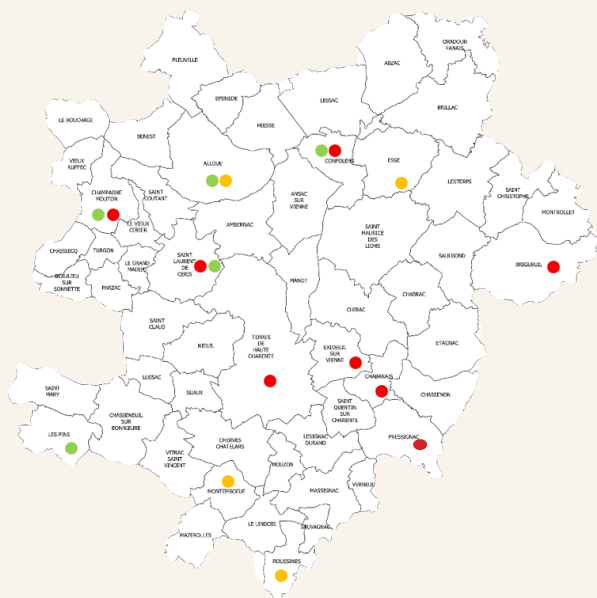 PLEUVILLE
ORADOUR
FANAIS
ABZAC
EPENEDE
LESSAC
BRILLAC
LE BOUCHAGE
HIESSE
BENEST
VIEUX
RUFFEC
ALLOUE
CONFOLENS
ESSE
LESTERPS
SAINT
CHRISTOPHE
MONTROLLET
CHAMPAGNE
MOUTON
SAINT
COUTANT
ANSAC
SUR
VIENNE
LE VIEUX
CERIER
AMBERNAC
SAINT
MAURICE
DES
LIONS
CHASSIECQ
TURGON
LE GRAND
MADIEU
SAINT
LAURENT
DE
CERIS
SAULGOND
BRIGUEUIL
BEAULIEU
SUR
SONNETTE
PARZAC
MANOT
CHABRAC
CHIRAC
SAINT
CLAUD
NIEUIL
TERRES
DE
HAUTE
CHARENTE
EXIDEUIL
SUR
VIENNE
ETAGNAC
LUSSAC
SUAUX
CHABANAIS
CHASSENON
SAINT
MARY
CHASSENEUIL
SUR
BONNIEURE
SAINT
QUENTIN
SUR
CHARENTE
LES PINS
VITRAC
SAINT
VINCENT
CHERVES
CHATELARS
LESIGNAC
DURAND
PRESSIGNAC
MOUZON
MONTEMBOEUF
MASSIGNAC
VERNEUIL
LE LINDOIS
SAUVAGNAC
MAZEROLLES
ROUSSINES